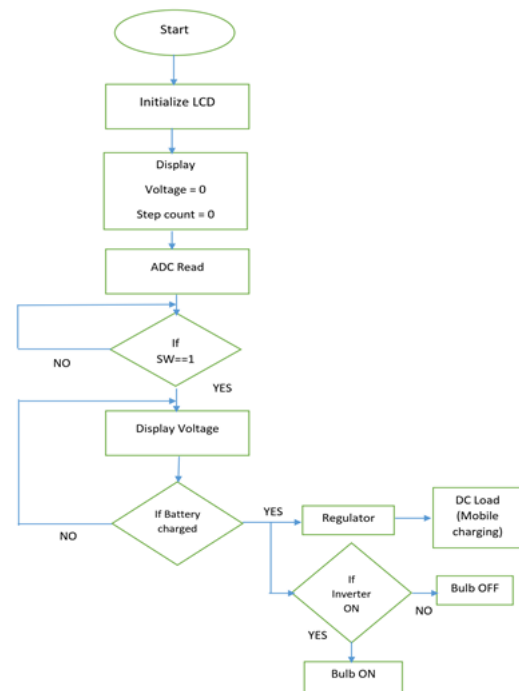 Start
Initialize LCD
Display
Voltage = 0
Step count = 0
ADC Read
If
SW==1
NO
YES
Display Voltage
If Battery
charged
NO
YES
Regulator
DC Load
(Mobile
charging)
If
Inverter
ON
NO
Bulb OFF
YES
Bulb ON